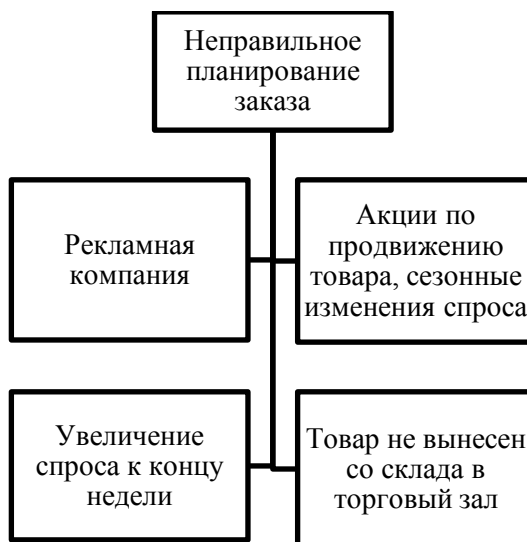 Неправильное
планирование
заказа
Рекламная
компания
Акции по
продвижению
товара, сезонные
изменения спроса
Увеличение
спроса к концу
недели
Товар не вынесен
со склада в
торговый зал